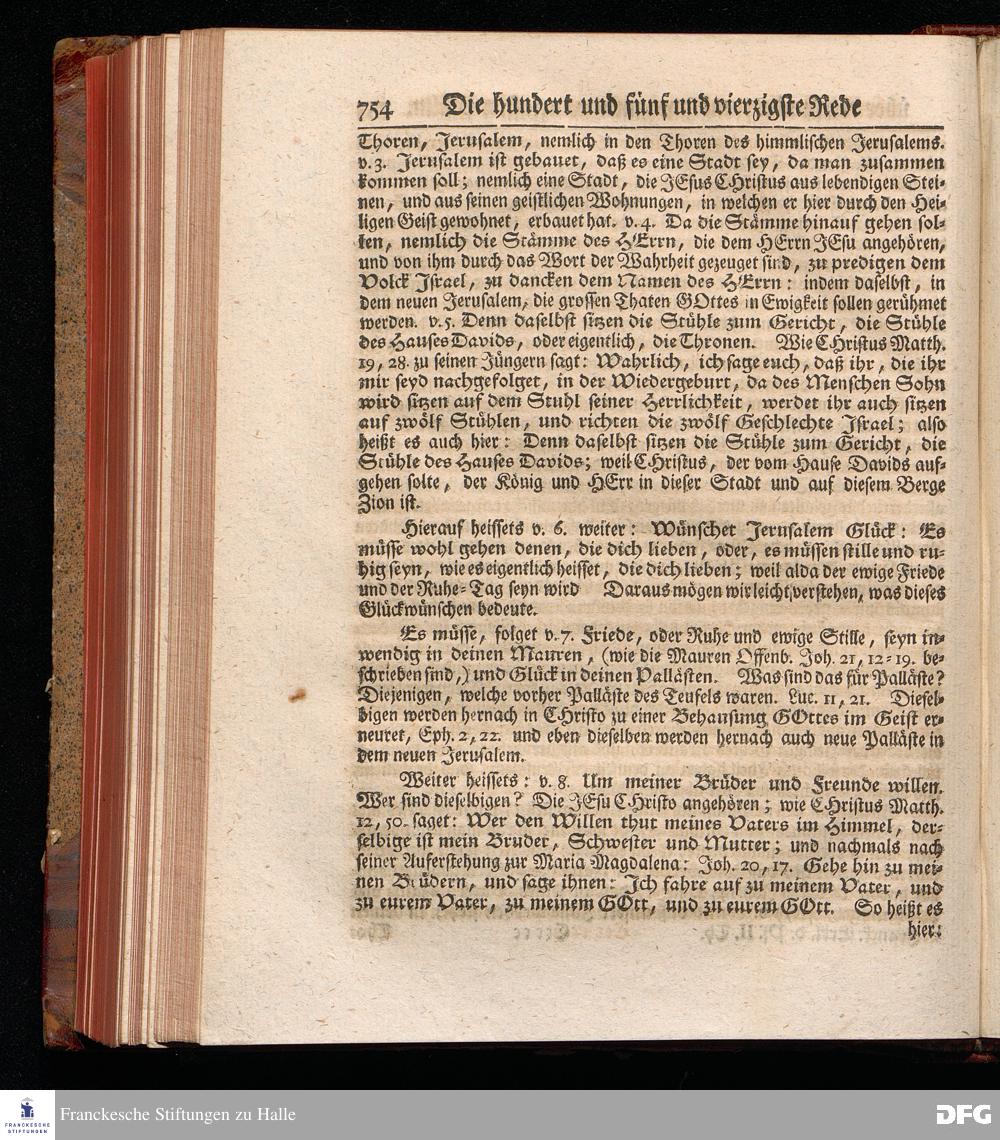 754 Die hundert und fünf und vierzigste Rede
Thoren, Jerusalem, nemlich in den Thoren des himmlischen Jerusalems.
v. 3. Jerusalem ist gebauet, daß es eine Stadt sey, da man zusammen
kommen soll; nemlich eine Stadt, die JEsus CHristus aus lebendigen Stei-
nen, und aus seinen geistlichen Wohnungen, in welchen er hier durch den Hei-
ligen Geist gewohnet, erbauet hat. v. 4. Da die Stämme hinauf gehen sol-
len, nemlich die Stämme des HErrn, die dem HErrn JEsu angehören,
und von ihm durch das Wort der Wahrheit gezeuget sind, zu predigen dem
Volck Israel, zu dancken dem Namen des HErrn: indem daselbst, in
dem neuen Jerusalem, die grossen Thaten GOttes in Ewigkeit sollen gerühmet
werden. v. 5. Denn daselbst sitzen die Stühle zum Gericht, die Stühle
des Hauses Davids, oder eigentlich, die Thronen. Wie CHristus Matth.
19, 28. zu seinen Jüngern sagt: Wahrlich, ich sage euch, daß ihr, die ihr
mir seyd nachgefolget, in der Wiedergeburt, da des Menschen Sohn
wird sitzen auf dem Stuhl seiner Herrlichkeit, werdet ihr auch sitzen
auf zwölf Stühlen, und richten die zwölf Geschlechte Israel; also
heißt es auch hier: Denn daselbst sitzen die Stühle zum Gericht, die
Stühle des Hauses Davids; weil CHristus, der vom Hause Davids auf-
gehen solte, der König und HErr in dieser Stadt und auf diesem Berge
Zion ist.
Hierauf heissets v. 6. weiter: Wünschet Jerusalem Glück: Es
müsse wohl gehen denen, die dich lieben, oder, es müssen stille und ru-
hig seyn, wie es eigentlich heisset, die dich lieben; weil alda der ewige Friede
und der Ruhe-Tag seyn wird Daraus mögen wir leicht verstehen, was dieses
Glückwünschen bedeute.
Es müsse, folget v. 7. Friede, oder Ruhe und ewige Stille, seyn in-
wendig in deinen Mauren, (wie die Mauren Offenb. Joh. 21, 12-19. be-
schrieben sind,) und Glück in deinen Pallästen. Was sind das für Palläste?
Diejenigen, welche vorher Palläste des Teufels waren. Luc. 11, 21. Diesel-
bigen werden hernach in CHristo zu einer Behausung GOttes im Geist er-
neuret, Eph. 2, 22. und eben dieselben werden hernach auch neue Palläste in
dem neuen Jerusalem.
Weiter heissets: v. 8. Um meiner Brüder und Freunde willen.
Wer sind dieselbigen? Die JEsu CHristo angehören; wie CHristus Matth.
12, 50. saget: Wer den Willen thut meines Vaters im Himmel, der-
selbige ist mein Bruder, Schwester und Mutter; und nachmals nach
seiner Auferstehung zur Maria Magdalena: Joh. 20, 17. Gehe hin zu mei-
nen Brüdern, und sage ihnen: Ich fahre auf zu meinem Vater, und
zu eurem Vater, zu meinem GOtt, und zu eurem GOtt. So heißt es
hier:
FRANCKESCHE STIFTUNGEN
Franckesche Stiftungen zu Halle
DFG